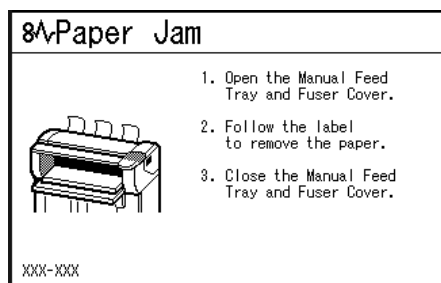 Paper Jam
1. Open the Manual Feed
Tray and Fuser Cover.
2. Follow the label
to remove the paper.
3. Close the Manual Feed
Tray and Fuser Cover.
XXX-XXX